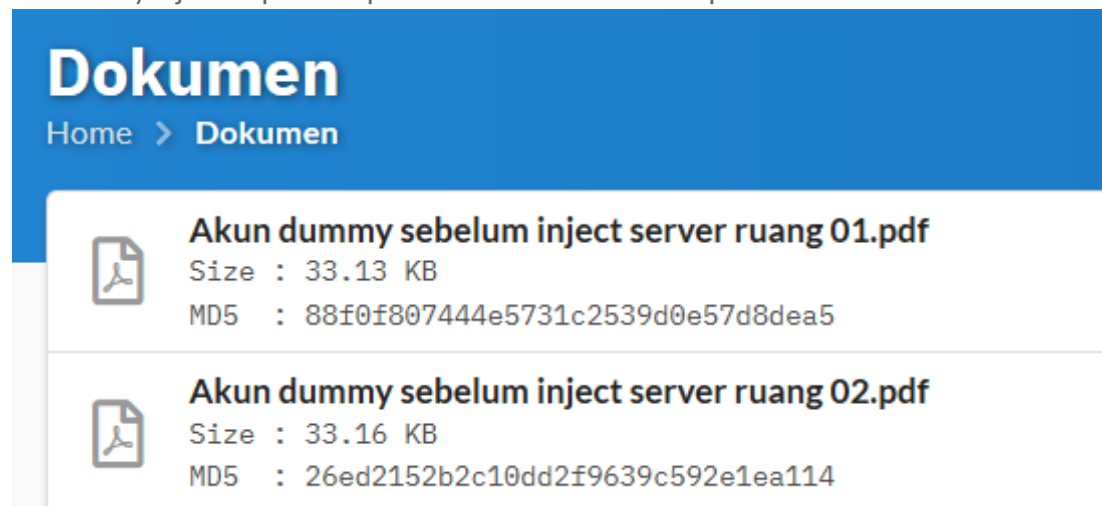 Dokumen
Home > Dokumen
Akun dummy sebelum inject server ruang 01.pdf
Size : 33.13 KB
MD5 : 88f0f807444e5731c2539d0e57d8dea5
Akun dummy sebelum inject server ruang 02.pdf
Size : 33.16 KB
MD5 : 26ed2152b2c10dd2f9639c592e1ea114